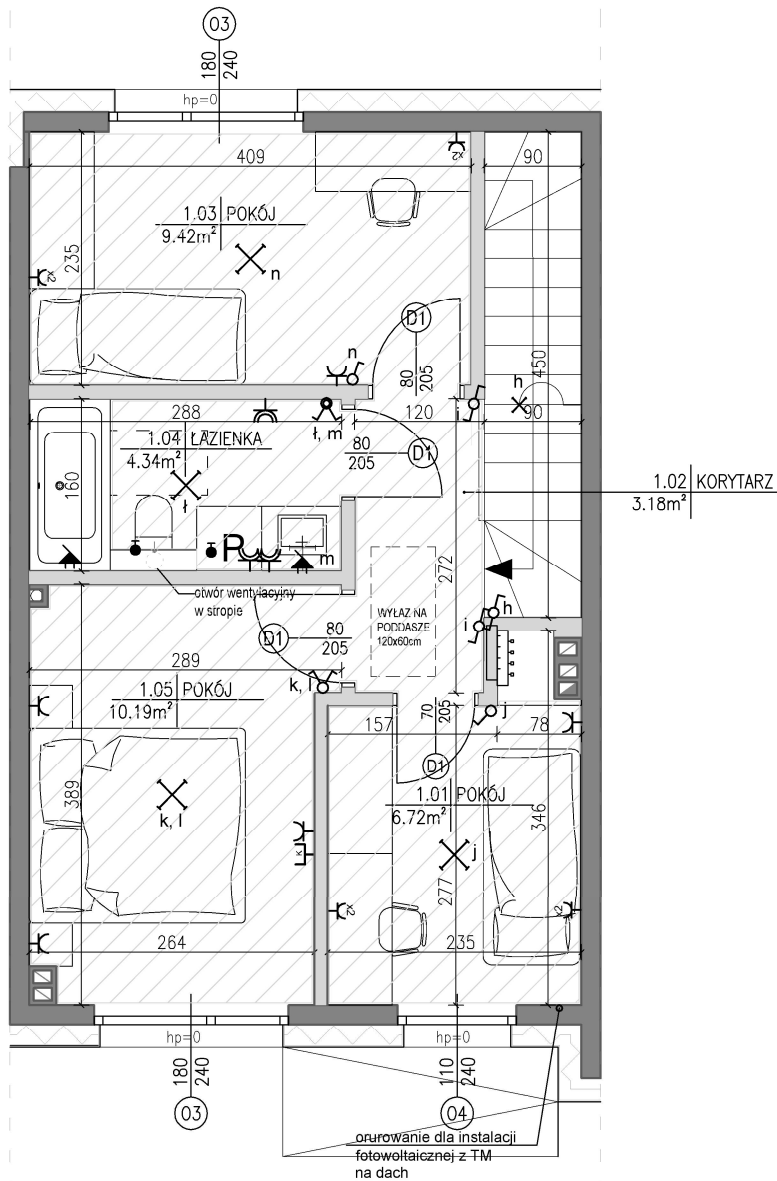 03
180
240
hp=0
409
90
x2
1.03 POKÓJ
9.42m²
235
x2
n
D1
n
80
205
450
h
288
120
90
1.04 ŁAZIENKA
ł, m
4.34m²
80
205
D1
160
ł
1.02 KORYTARZ
3.18m²
P
m
272
otwór wentylacyjny
w stropie
WYŁAZ NA
PODDASZE
120x60cm
h
i
D1
80
205
289
k, l
1.05 POKÓJ
10.19m²
70
205
j
157
78
D1
1.01 POKÓJ
6.72m²
389
k, l
346
K
j
277
x2
x2
264
235
hp=0
hp=0
180
240
110
240
03
04
orurowanie dla instalacji
fotowoltaicznej z TM
na dach